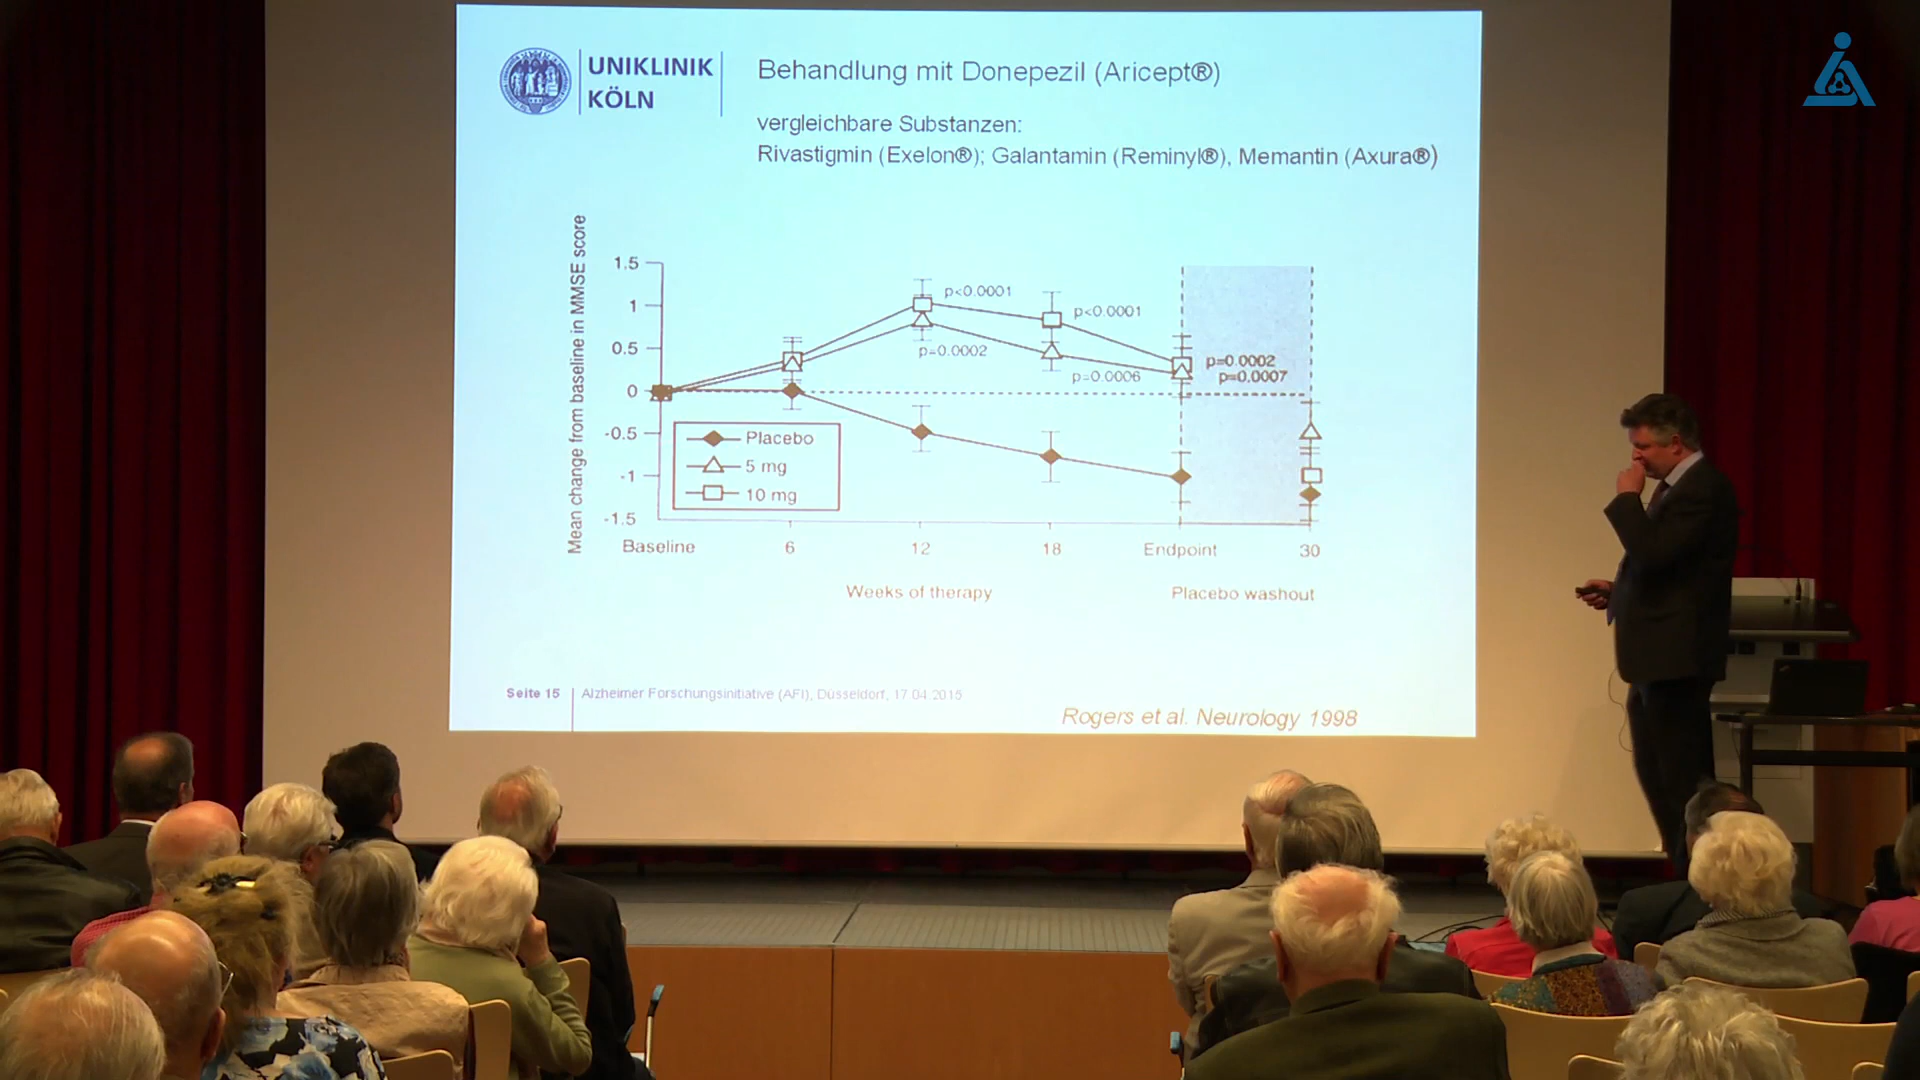 UNIKLINIK
KÖLN
Behandlung mit Donepezil (Aricept®)
vergleichbare Substanzen:
Rivastigmin (Exelon®); Galantamin (Reminyl®), Memantin (Axura®)
Mean change from baseline in MMSE score
1.5
1
0.5
0
-0.5
-1
-1.5
p<0.0001
p<0.0001
p=0.0002
p=0.0006
p=0.0002
p=0.0007
Placebo
5 mg
10 mg
Baseline
6
12
18
Endpoint
30
Weeks of therapy
Placebo washout
Seite 15
Alzheimer Forschungsinitiative (AFI), Düsseldorf, 17.04.2015
Rogers et al. Neurology 1998